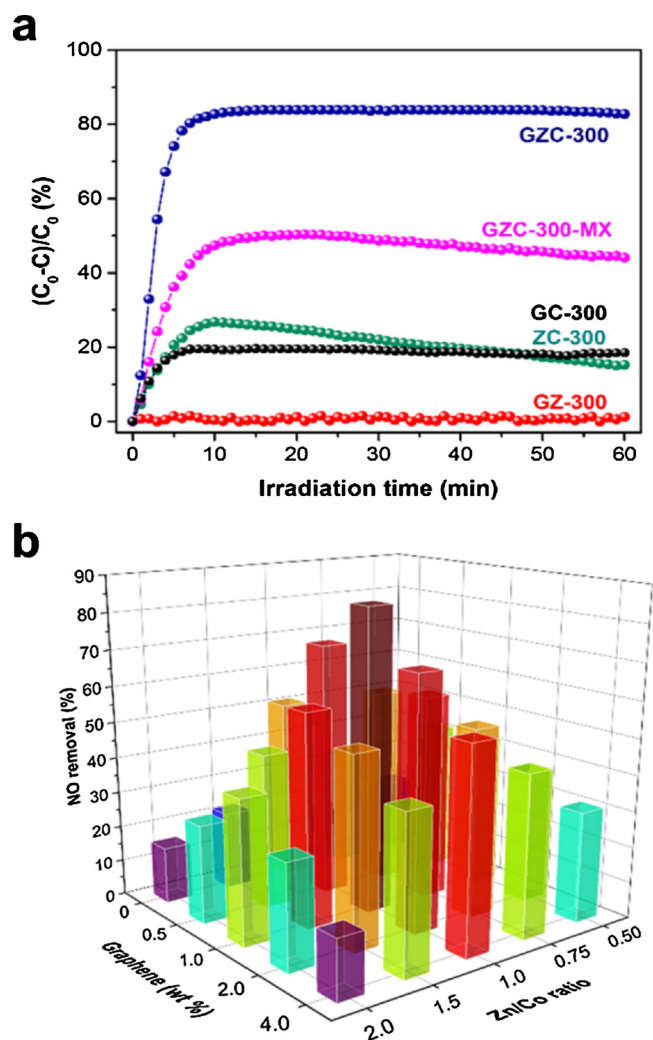 a
100
80
60
40
20
0
(C0-C)/C0 (%)
GZC-300
GZC-300-MX
GC-300
ZC-300
GZ-300
0 10 20 30 40 50 60
Irradiation time (min)
b
90
80
70
60
50
40
30
20
10
0
NO removal (%)
0
0.5
1.0
2.0
4.0
Graphene (wt %)
2.0
1.5
1.0
0.75
0.50
Zn/Co ratio